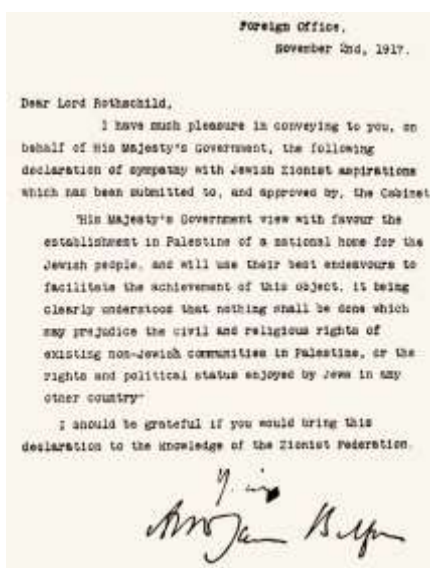 Foreign Office,
November 2nd, 1917.
Dear Lord Rothschild,
I have much pleasure in conveying to you, on
behalf of His Majesty's Government, the following
declaration of sympathy with Jewish Zionist aspirations
which has been submitted to, and approved by, the Cabinet
"His Majesty's Government view with favour the
establishment in Palestine of a national home for the
Jewish people, and will use their best endeavours to
facilitate the achievement of this object, it being
clearly understood that nothing shall be done which
may prejudice the civil and religious rights of
existing non-Jewish communities in Palestine, or the
rights and political status enjoyed by Jews in any
other country"
I should be grateful if you would bring this
declaration to the knowledge of the Zionist Federation.